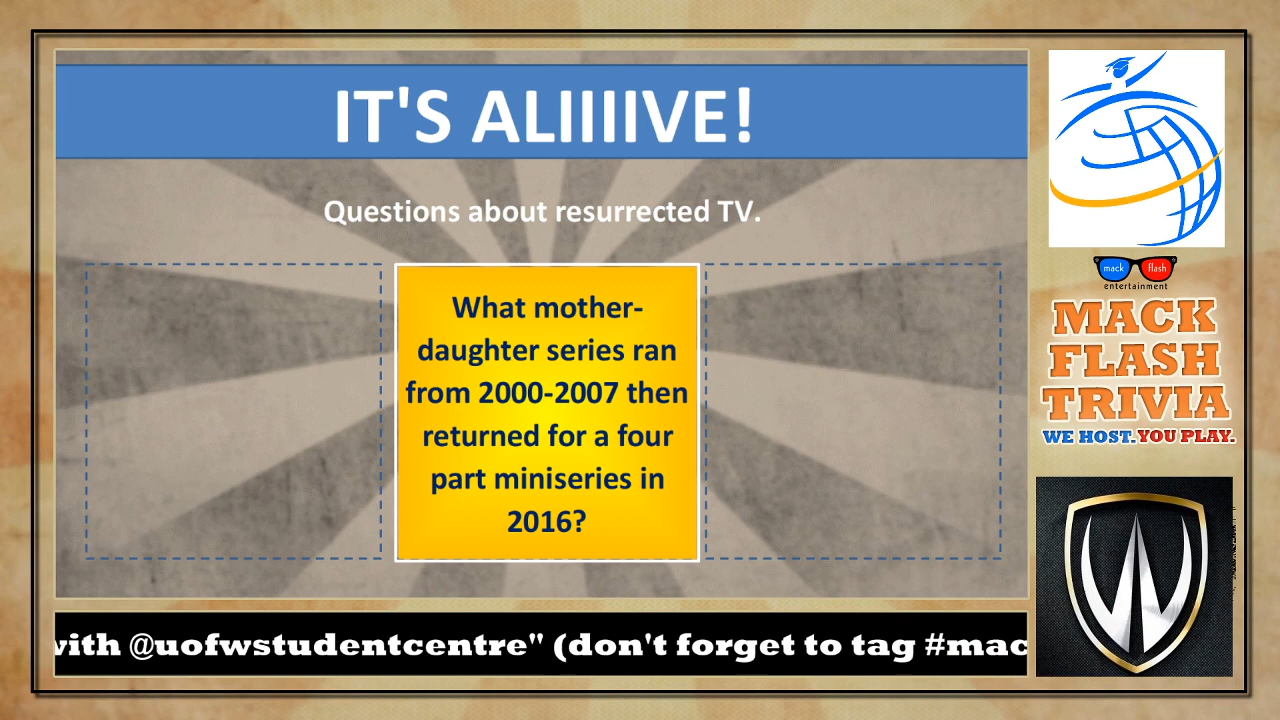 IT'S ALIIIIVE!
Questions about resurrected TV.
What mother-
daughter series ran
from 2000-2007 then
returned for a four
part miniseries in
2016?
mack flash
entertainment
MACK
FLASH
TRIVIA
WE HOST. YOU PLAY.
with @uofwstudentcentre" (don't forget to tag #mac